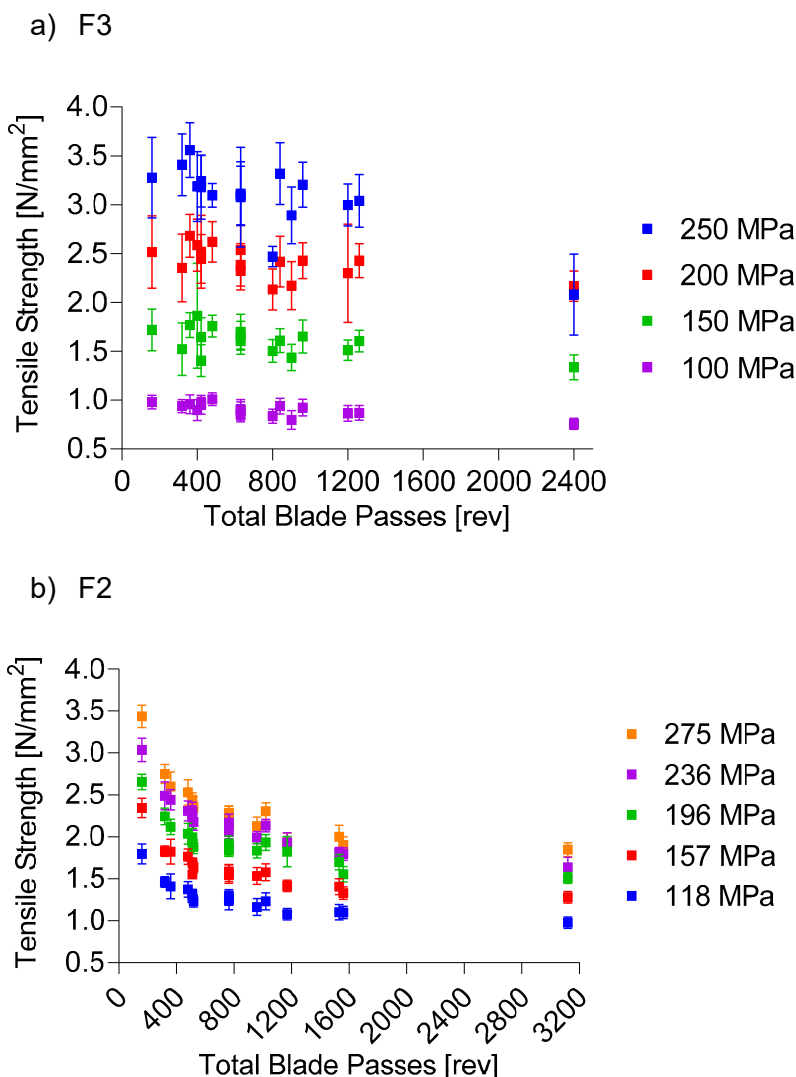 a) F3
4.0
3.5
3.0
2.5
2.0
1.5
1.0
0.5
Tensile Strength [N/mm²]
0 400 800 1200 1600 2000 2400
Total Blade Passes [rev]
250 MPa
200 MPa
150 MPa
100 MPa
b) F2
4.0
3.5
3.0
2.5
2.0
1.5
1.0
0.5
Tensile Strength [N/mm²]
0 400 800 1200 1600 2000 2400 2800 3200
Total Blade Passes [rev]
275 MPa
236 MPa
196 MPa
157 MPa
118 MPa